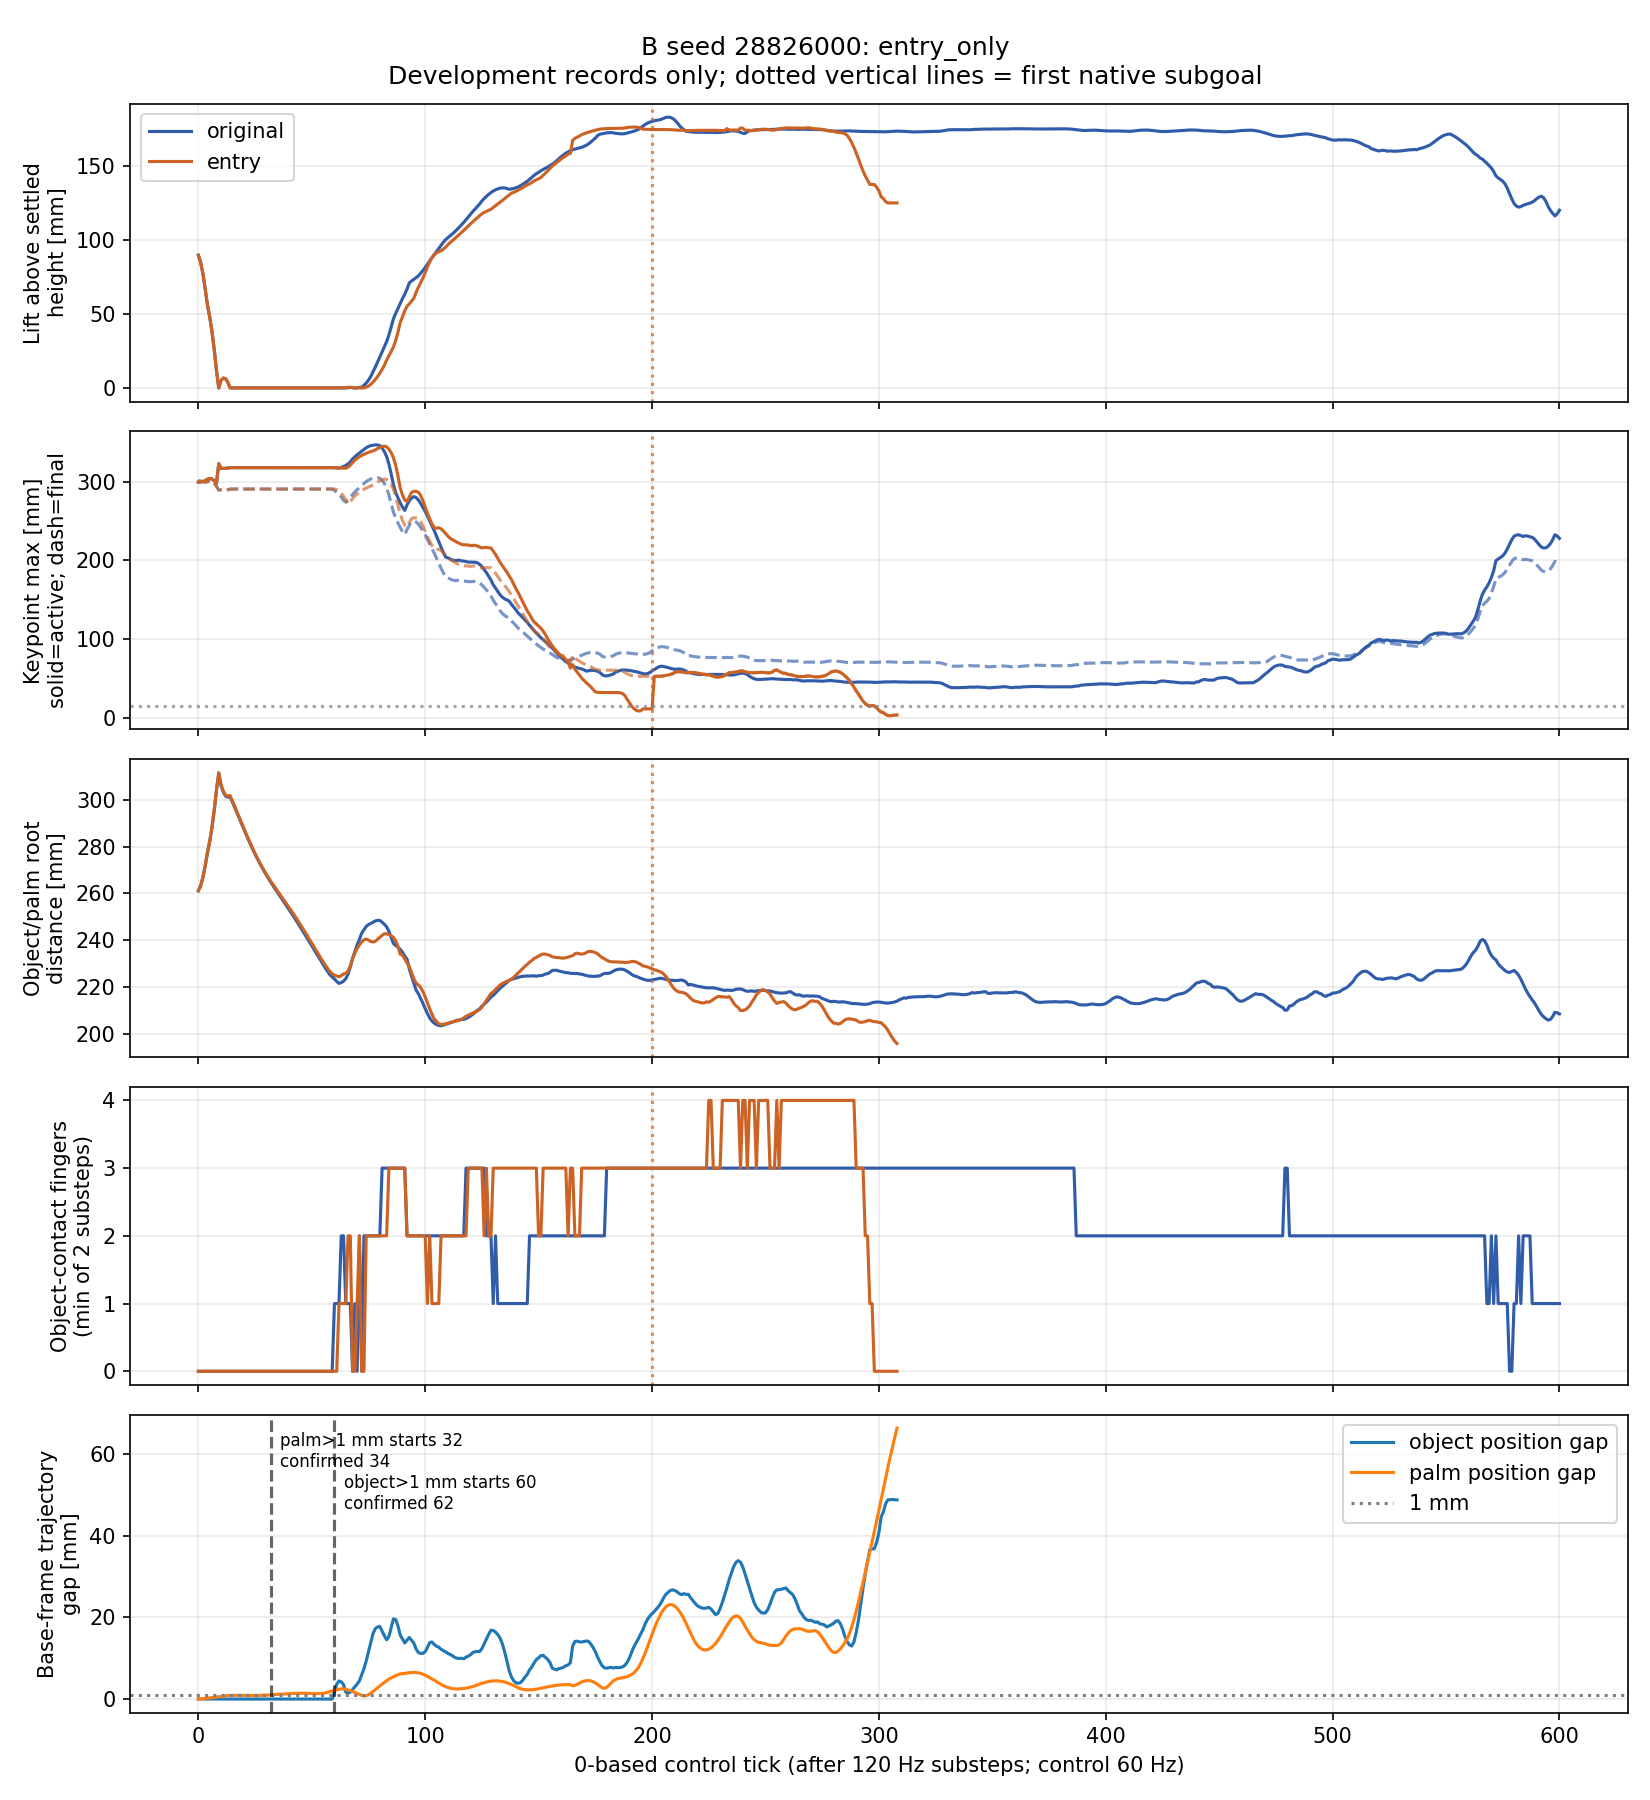 B seed 28826000: entry_only
Development records only; dotted vertical lines = first native subgoal
original
entry
Lift above settled
height [mm]
150
100
50
0
Keypoint max [mm]
solid=active; dash=final
300
200
100
0
Object/palm root
distance [mm]
300
280
260
240
220
200
Object-contact fingers
(min of 2 substeps)
4
3
2
1
0
Base-frame trajectory
gap [mm]
60
40
20
0
palm>1 mm starts 32
confirmed 34
object>1 mm starts 60
confirmed 62
object position gap
palm position gap
1 mm
0
100
200
300
400
500
600
0-based control tick (after 120 Hz substeps; control 60 Hz)